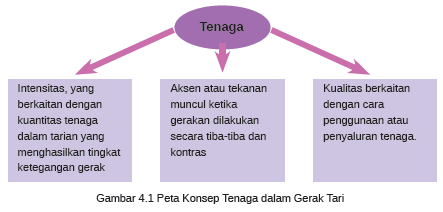 Tenaga
Intensitas, yang
berkaitan dengan
kuantitas tenaga
dalam tarian yang
menghasilkan tingkat
ketegangan gerak
Aksen atau tekanan
muncul ketika
gerakan dilakukan
secara tiba-tiba dan
kontras
Kualitas berkaitan
dengan cara
penggunaan atau
penyaluran tenaga.
Gambar 4.1 Peta Konsep Tenaga dalam Gerak Tari